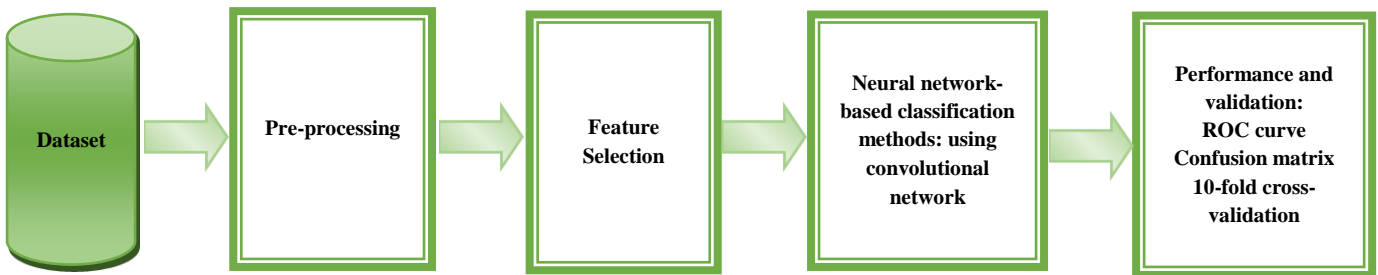 Dataset
Pre-processing
Feature
Selection
Neural network-
based classification
methods: using
convolutional
network
Performance and
validation:
ROC curve
Confusion matrix
10-fold cross-
validation